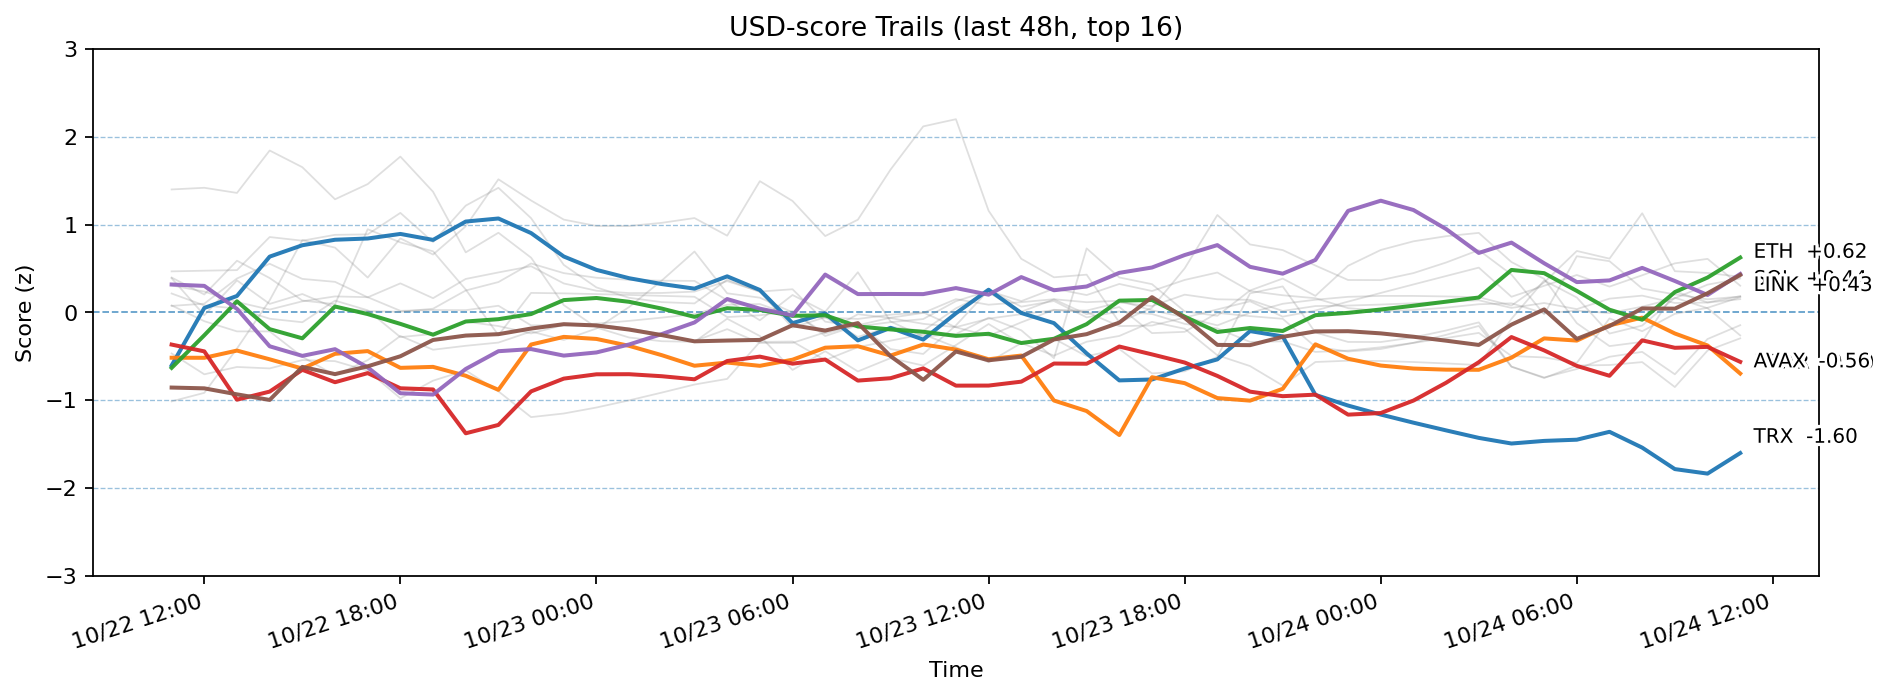 USD-score Trails (last 48h, top 16)
Score (z)
3
2
1
0
−1
−2
−3
ETH +0.62
LINK +0.43
AVAX -0.56
TRX -1.60
10/22 12:00
10/22 18:00
10/23 00:00
10/23 06:00
10/23 12:00
10/23 18:00
10/24 00:00
10/24 06:00
10/24 12:00
Time